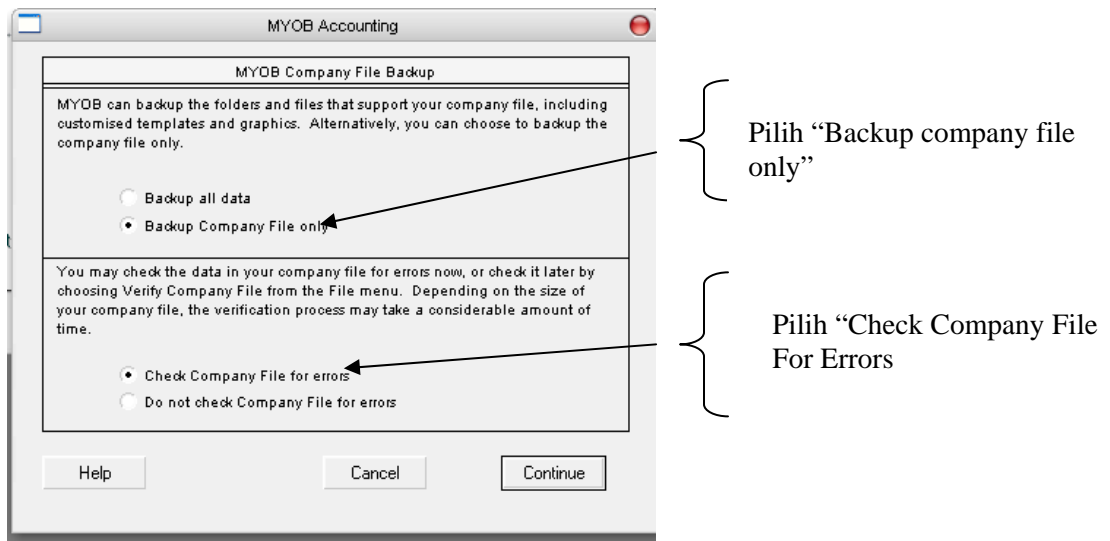 MYOB Accounting
MYOB Company File Backup
MYOB can backup the folders and files that support your company file, including
customised templates and graphics. Alternatively, you can choose to backup the
company file only.
Backup all data
Backup Company File only
You may check the data in your company file for errors now, or check it later by
choosing Verify Company File from the File menu. Depending on the size of
your company file, the verification process may take a considerable amount of
time.
Check Company File for errors
Do not check Company File for errors
Help
Cancel
Continue
Pilih “Backup company file
only”
Pilih “Check Company File
For Errors